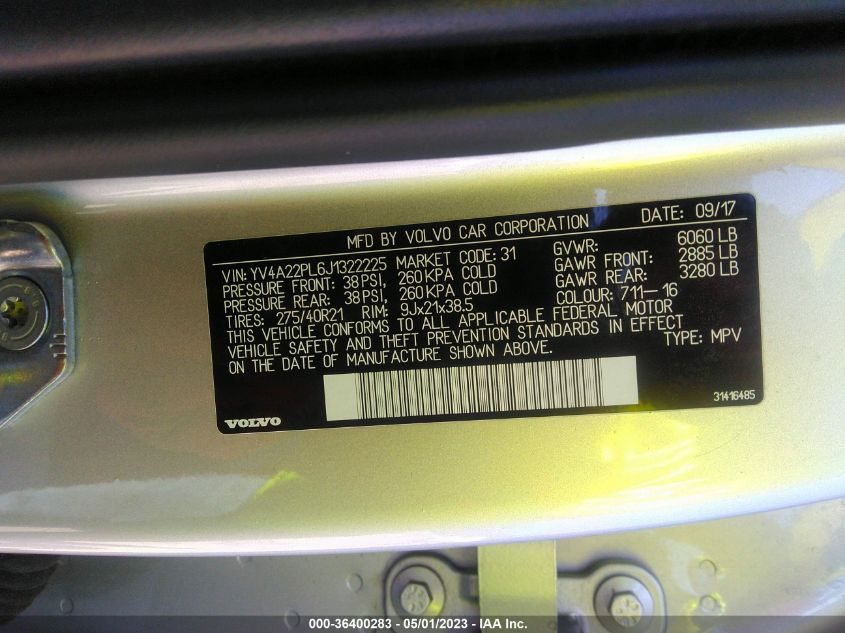 MFD BY VOLVO CAR CORPORATION DATE: 09/17
VIN: YV4A22PL6J1322225 MARKET CODE: 31 GVWR: 6060 LB
PRESSURE FRONT: 38PSI, 260 KPA COLD GAWR FRONT: 2885 LB
PRESSURE REAR: 38PSI, 260 KPA COLD GAWR REAR: 3280 LB
TIRES: 275/40R21 RIM: 9Jx21x38.5 COLOUR: 711-16
THIS VEHICLE CONFORMS TO ALL APPLICABLE FEDERAL MOTOR
VEHICLE SAFETY AND THEFT PREVENTION STANDARDS IN EFFECT
ON THE DATE OF MANUFACTURE SHOWN ABOVE. TYPE: MPV
VOLVO 31416485
000-36400283 - 05/01/2023 - IAA Inc.